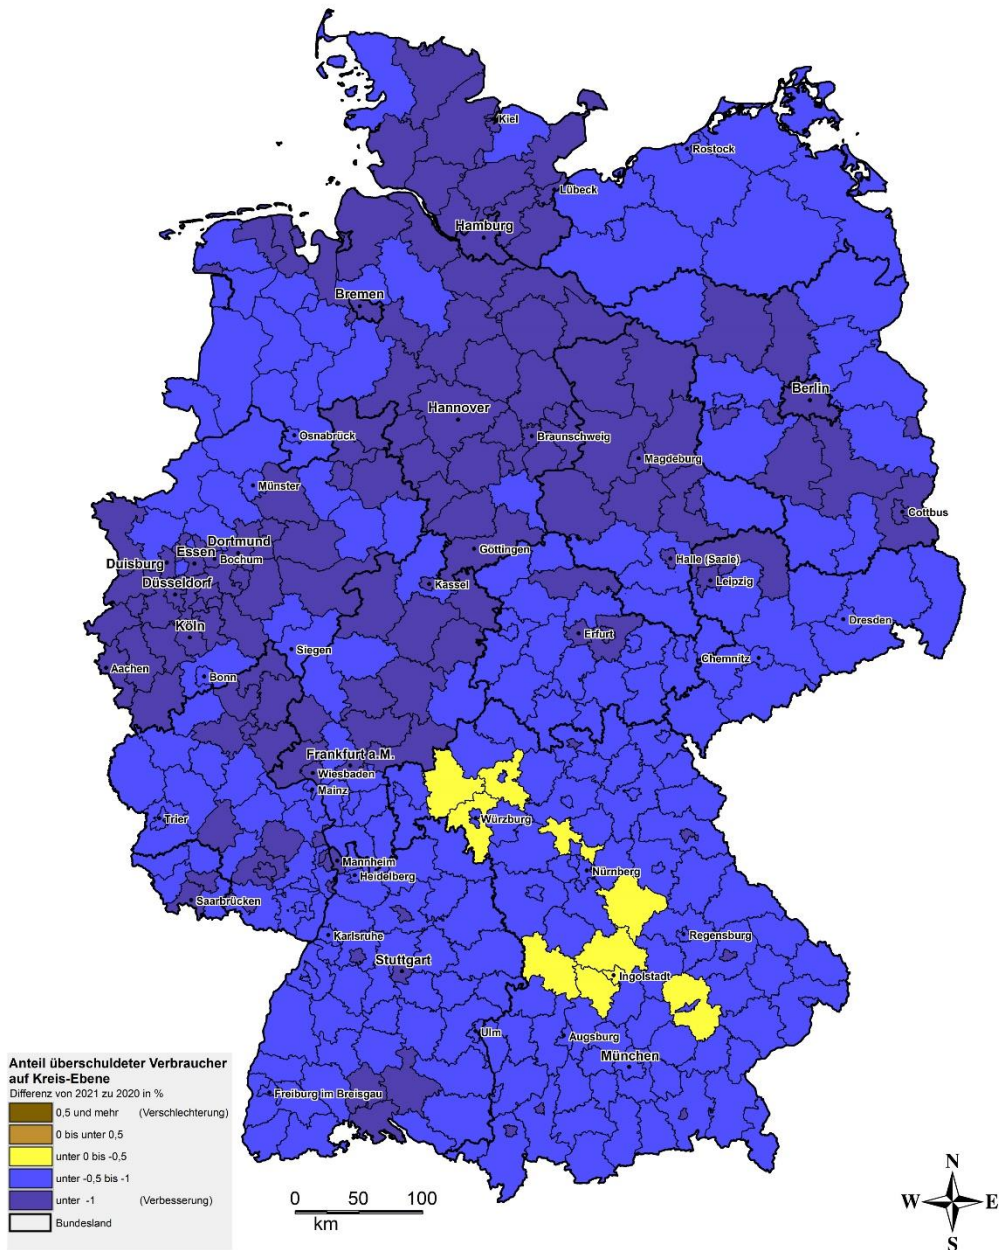 Kiel
Rostock
Lübeck
Hamburg
Bremen
Berlin
Hannover
Osnabrück
Braunschweig
Magdeburg
Münster
Cottbus
Dortmund
Essen
Bochum
Duisburg
Göttingen
Halle (Saale)
Düsseldorf
Kassel
Leipzig
Köln
Erfurt
Dresden
Siegen
Chemnitz
Aachen
Bonn
Frankfurt a.M.
Wiesbaden
Mainz
Trier
Würzburg
Mannheim
Nürnberg
Heidelberg
Saarbrücken
Karlsruhe
Regensburg
Stuttgart
Ingolstadt
Ulm
Augsburg
München
Freiburg im Breisgau
Anteil überschuldeter Verbraucher
auf Kreis-Ebene
Differenz von 2021 zu 2020 in %
0,5 und mehr (Verschlechterung)
0 bis unter 0,5
unter 0 bis -0,5
unter -0,5 bis -1
unter -1 (Verbesserung)
Bundesland
0 50 100
km
N
W E
S